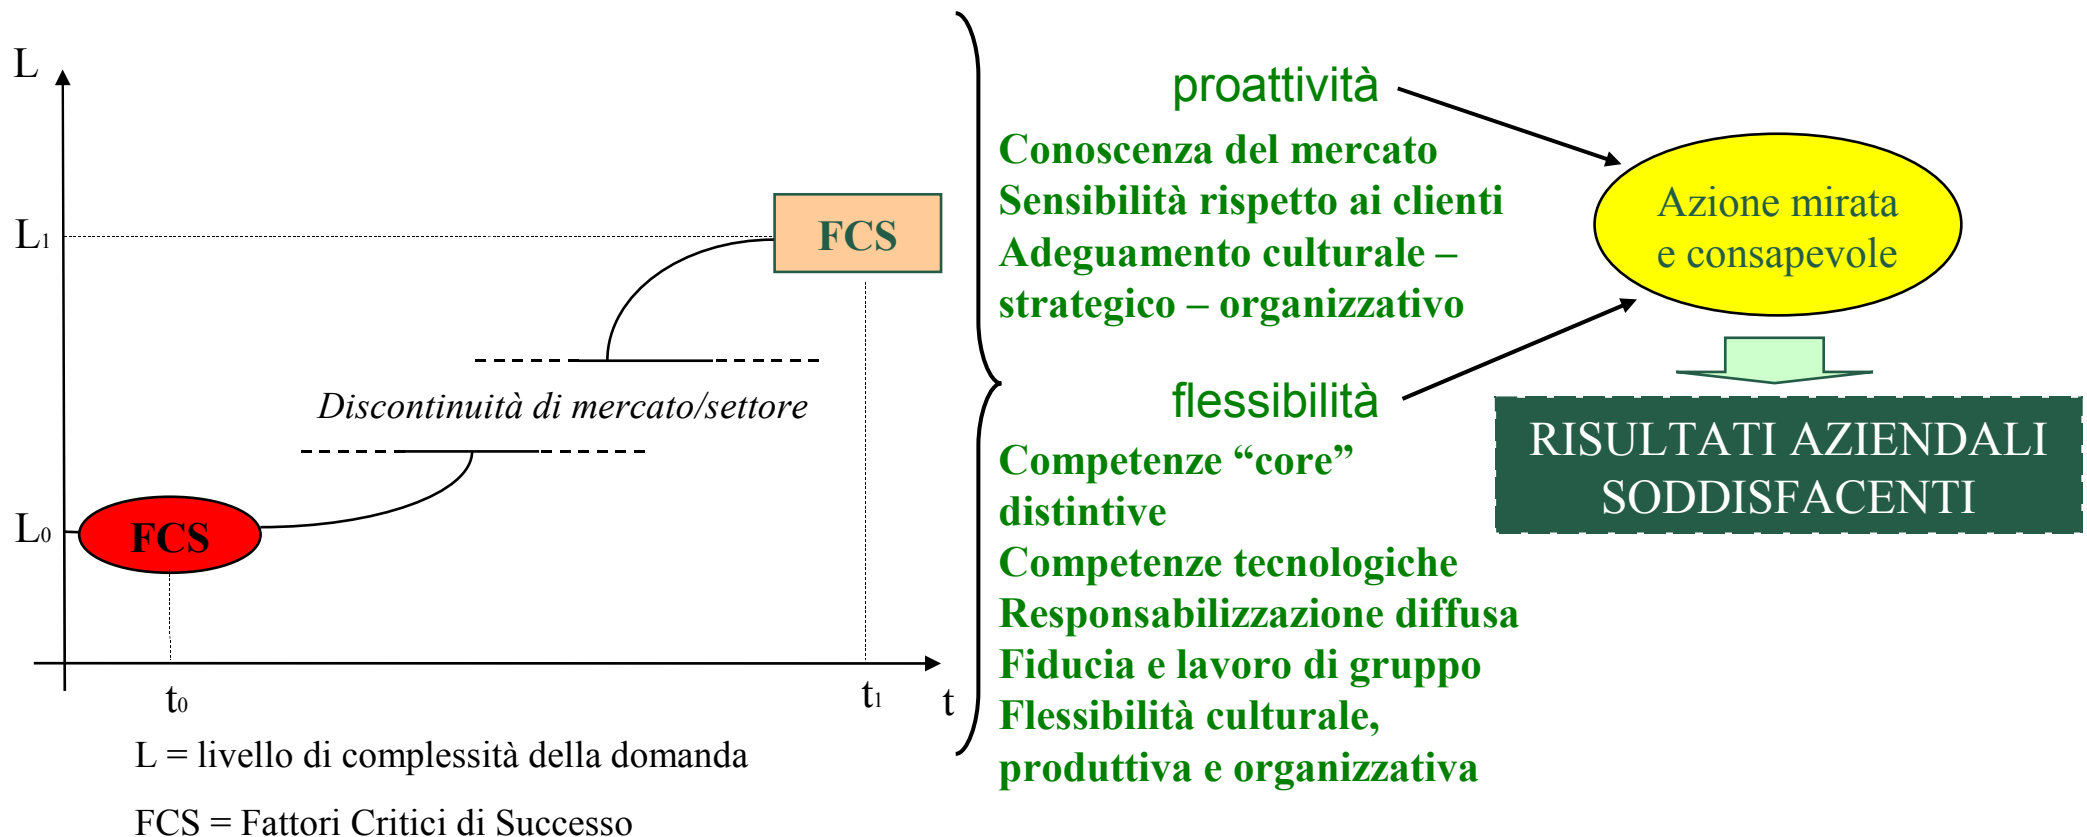 L
L1
FCS
Discontinuità di mercato/settore
L0
FCS
t0
t1
t
L = livello di complessità della domanda
FCS = Fattori Critici di Successo
proattività
Conoscenza del mercato
Sensibilità rispetto ai clienti
Adeguamento culturale –
strategico – organizzativo
flessibilità
Competenze “core”
distintive
Competenze tecnologiche
Responsabilizzazione diffusa
Fiducia e lavoro di gruppo
Flessibilità culturale,
produttiva e organizzativa
Azione mirata
e consapevole
RISULTATI AZIENDALI
SODDISFACENTI